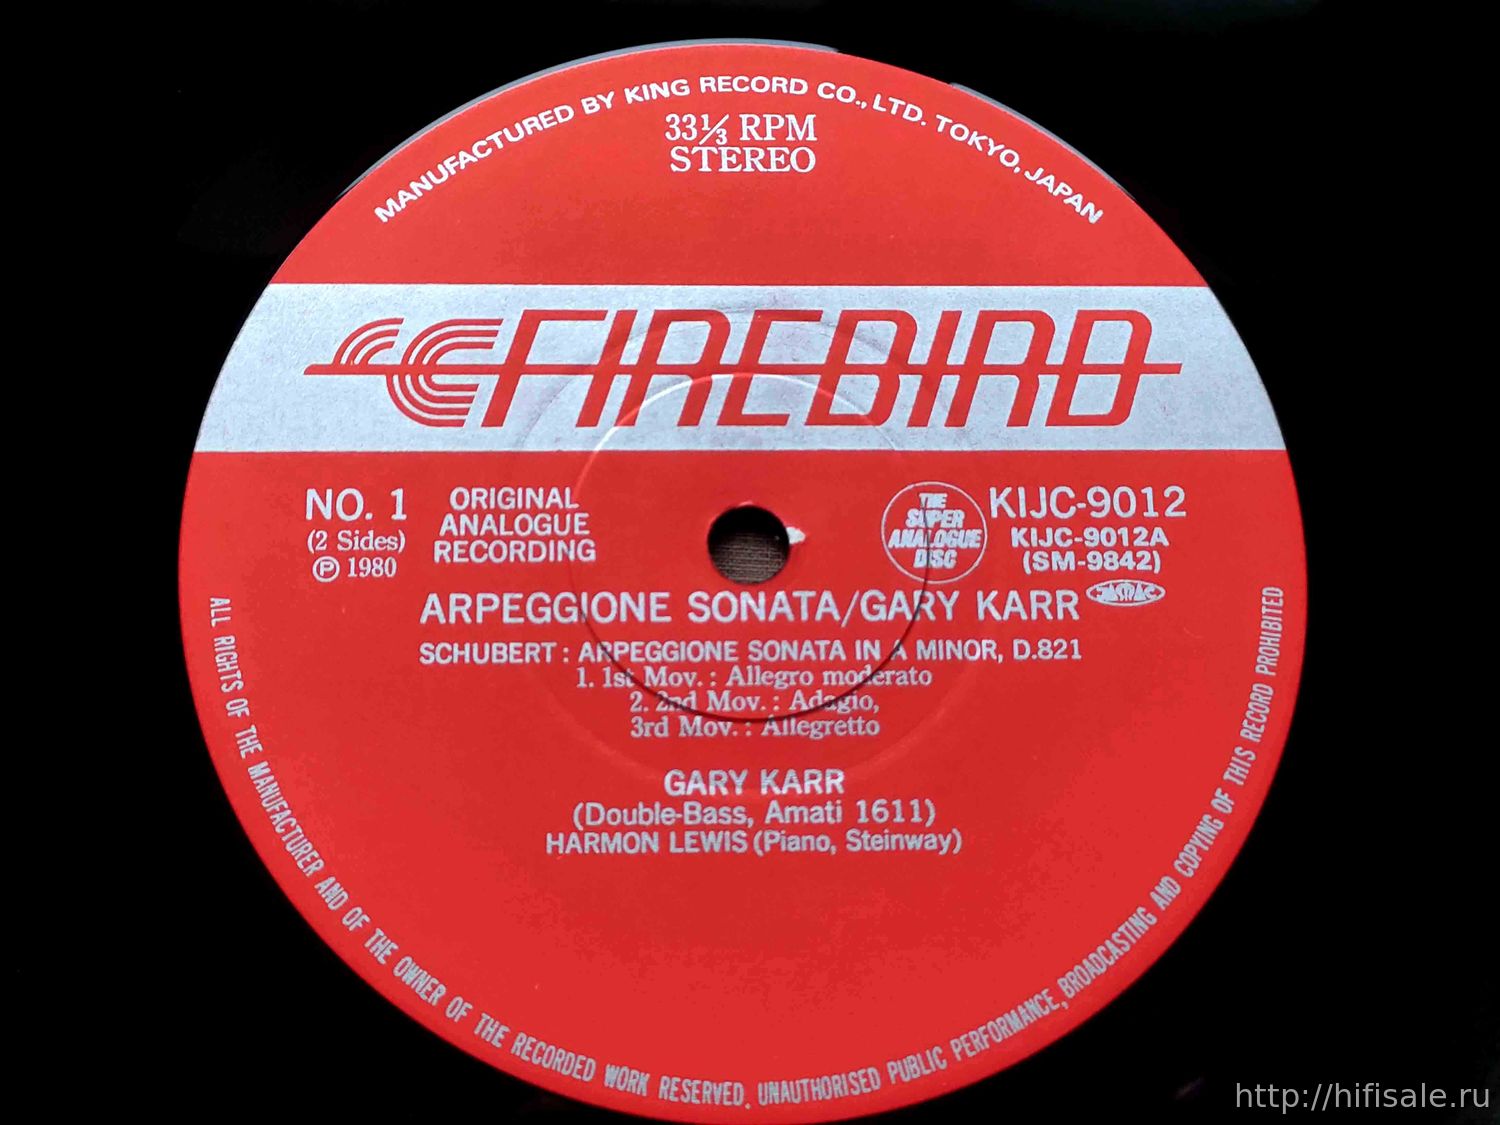 MANUFACTURED BY KING RECORD CO., LTD. TOKYO, JAPAN
33⅓ RPM
STEREO
FIREBIRD
NO. 1
(2 Sides)
Ⓟ 1980
ORIGINAL
ANALOGUE
RECORDING
THE
SUPER
ANALOGUE
DISC
KIJC-9012
KIJC-9012A
(SM-9842)
JASRAC
ARPEGGIONE SONATA/GARY KARR
SCHUBERT : ARPEGGIONE SONATA IN A MINOR, D.821
1. 1st Mov. : Allegro moderato
2. 2nd Mov. : Adagio,
3rd Mov. : Allegretto
GARY KARR
(Double-Bass, Amati 1611)
HARMON LEWIS (Piano, Steinway)
ALL RIGHTS OF THE MANUFACTURER AND OF THE OWNER OF THE RECORDED WORK RESERVED. UNAUTHORISED PUBLIC PERFORMANCE, BROADCASTING AND COPYING OF THIS RECORD PROHIBITED
http://hifisale.ru